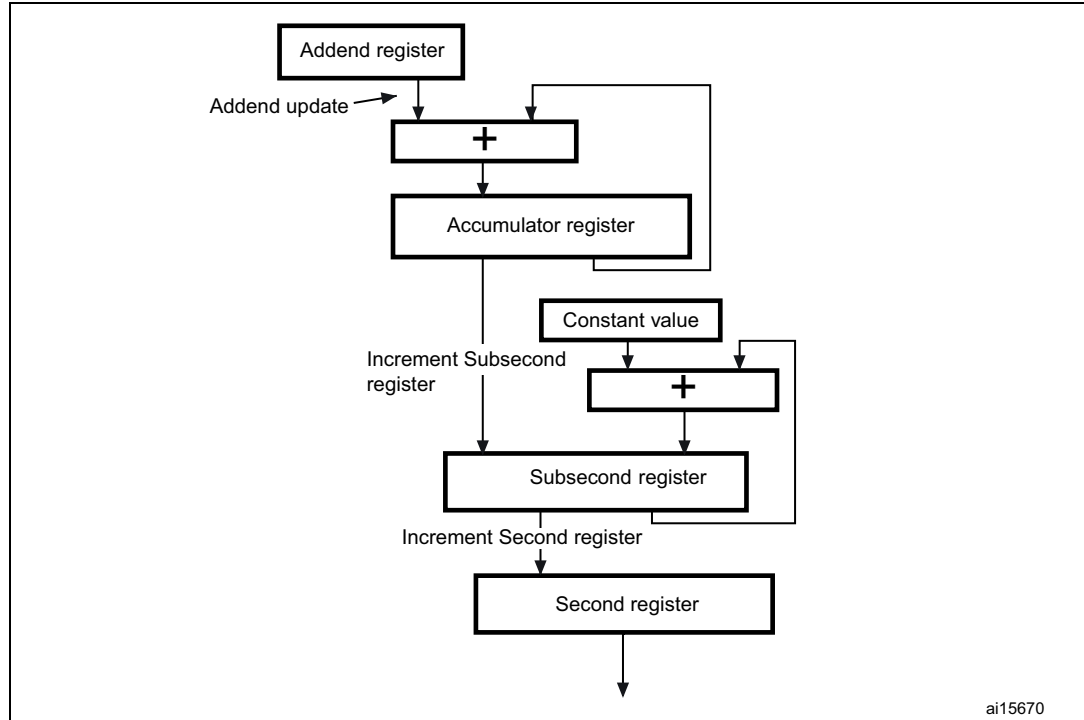 Addend register
Addend update
+
Accumulator register
Constant value
Increment Subsecond
register
+
Subsecond register
Increment Second register
Second register
ai15670